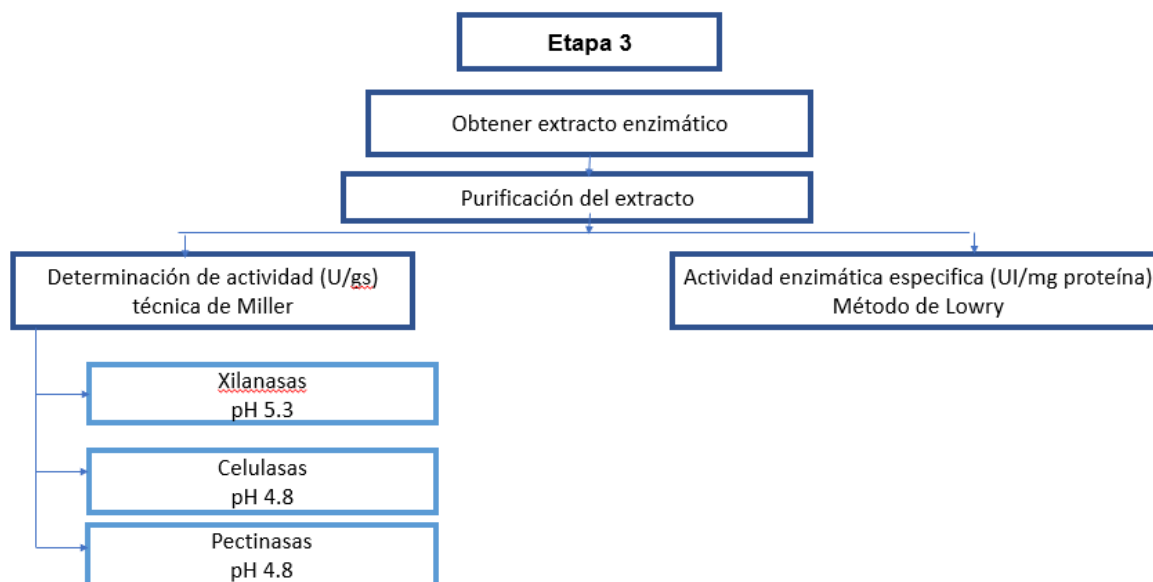 Etapa 3
Obtener extracto enzimático
Purificación del extracto
Determinación de actividad (U/gs)
técnica de Miller
Actividad enzimática especifica (UI/mg proteína)
Método de Lowry
Xilanasas
pH 5.3
Celulasas
pH 4.8
Pectinasas
pH 4.8